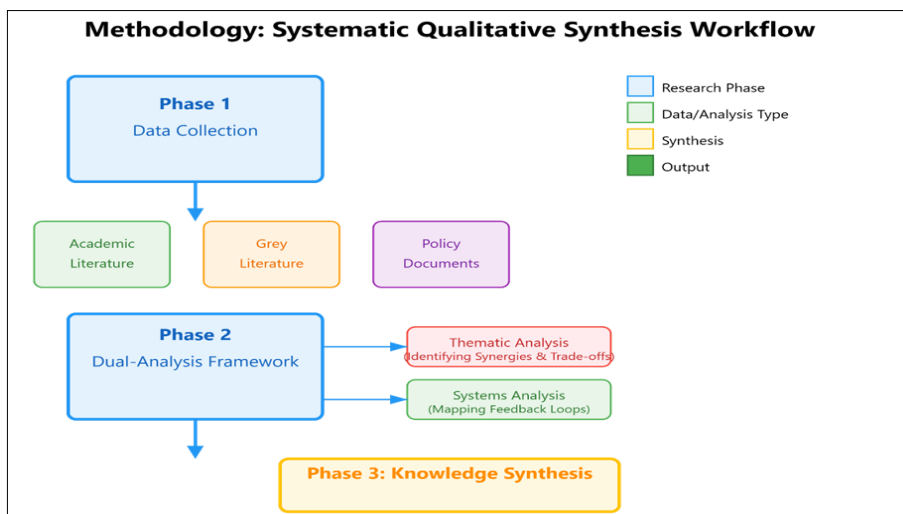 Methodology: Systematic Qualitative Synthesis Workflow
Phase 1
Data Collection
Research Phase
Data/Analysis Type
Synthesis
Output
Academic
Literature
Grey
Literature
Policy
Documents
Phase 2
Dual-Analysis Framework
Thematic Analysis
(Identifying Synergies & Trade-offs)
Systems Analysis
(Mapping Feedback Loops)
Phase 3: Knowledge Synthesis